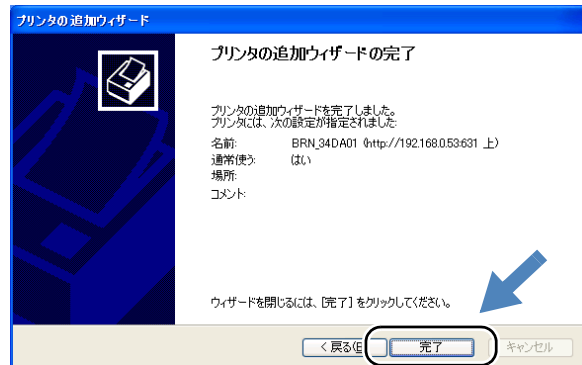 プリンタの追加ウィザード
プリンタの追加ウィザードの完了
プリンタの追加ウィザードを完了しました。
プリンタには、次の設定が指定されました:
名前: BRN_34DA01 (http://192.168.0.53:631 上)
通常使う: はい
場所:
コメント:
ウィザードを閉じるには、[完了] をクリックしてください。
< 戻る(B 完了 キャンセル